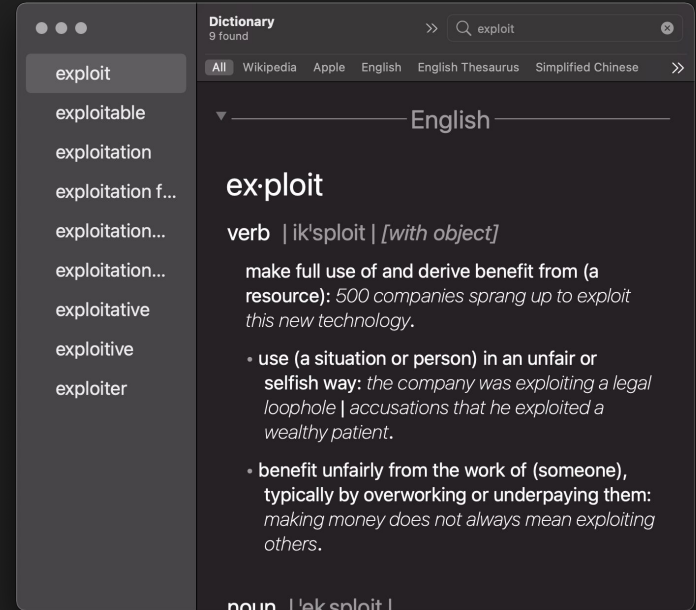 Dictionary
9 found
exploit
All Wikipedia Apple English English Thesaurus Simplified Chinese
exploit
exploitable
exploitation
exploitation f...
exploitation...
exploitation...
exploitative
exploitive
exploiter
English
ex·ploit
verb | ik'sploit | [with object]
make full use of and derive benefit from (a
resource): 500 companies sprang up to exploit
this new technology.
• use (a situation or person) in an unfair or
selfish way: the company was exploiting a legal
loophole | accusations that he exploited a
wealthy patient.
• benefit unfairly from the work of (someone),
typically by overworking or underpaying them:
making money does not always mean exploiting
others.
noun | 'ek sploit |